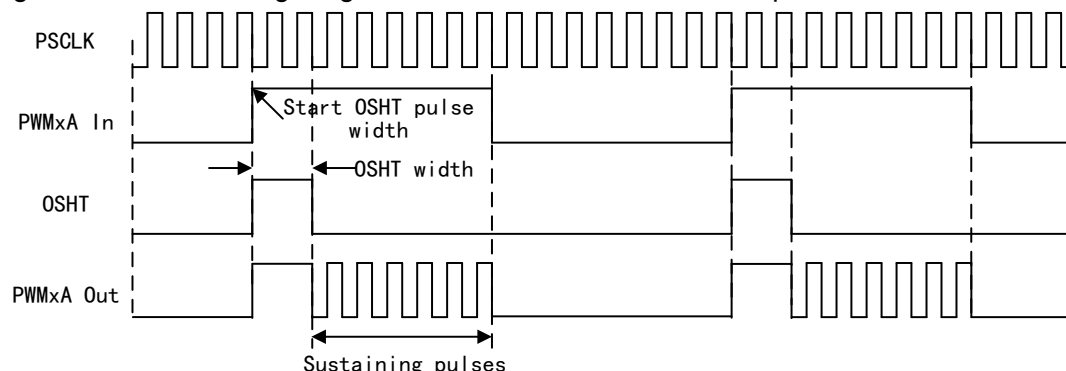 PSCLK
PWMxA In
Start OSHT pulse
width
OSHT width
OSHT
PWMxA Out
Sustaining pulses